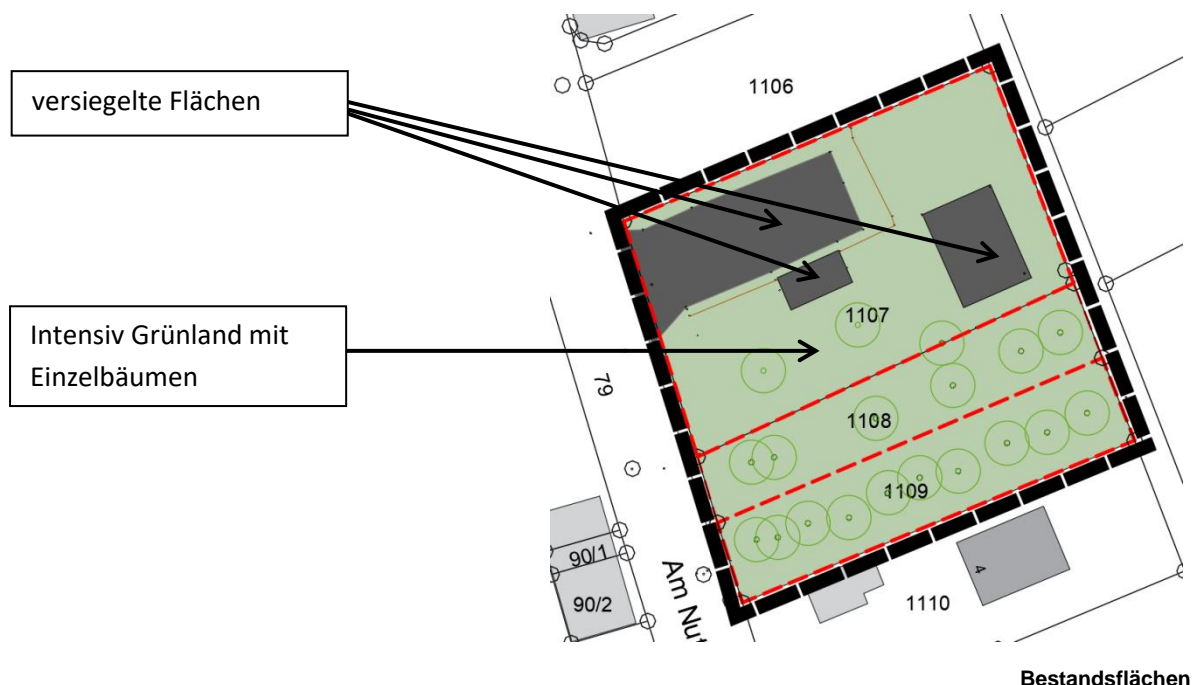 versiegelte Flächen
1106
Intensiv Grünland mit
Einzelbäumen
1107
79
1108
1109
90/1
90/2
Am Nut
4
1110
Bestandsflächen